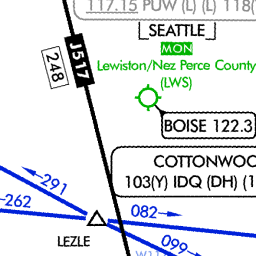 117.15 PUW (L) (L) 118(
SEATTLE
MON
Lewiston/Nez Perce County
(LWS)
J517
248
BOISE 122.3
COTTONWOO
103(Y) IDQ (DH) (1
291
262
082
LEZLE
099